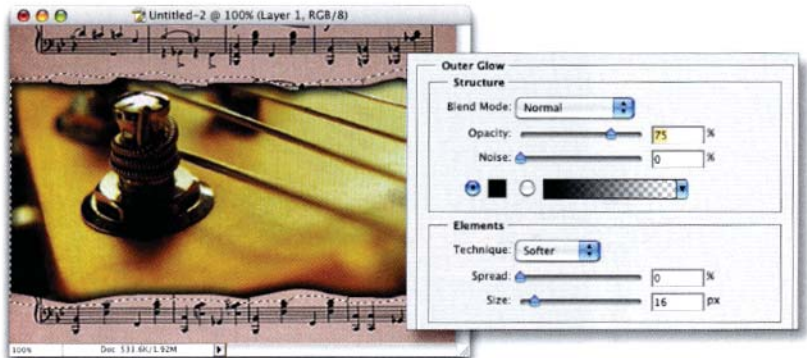 Untitled-2 @ 100% (Layer 1, RGB/8)
100%
Doc: 531.6K/1.92M
Outer Glow
Structure
Blend Mode: Normal
Opacity: 75 %
Noise: 0 %
Elements
Technique: Softer
Spread: 0 %
Size: 16 px